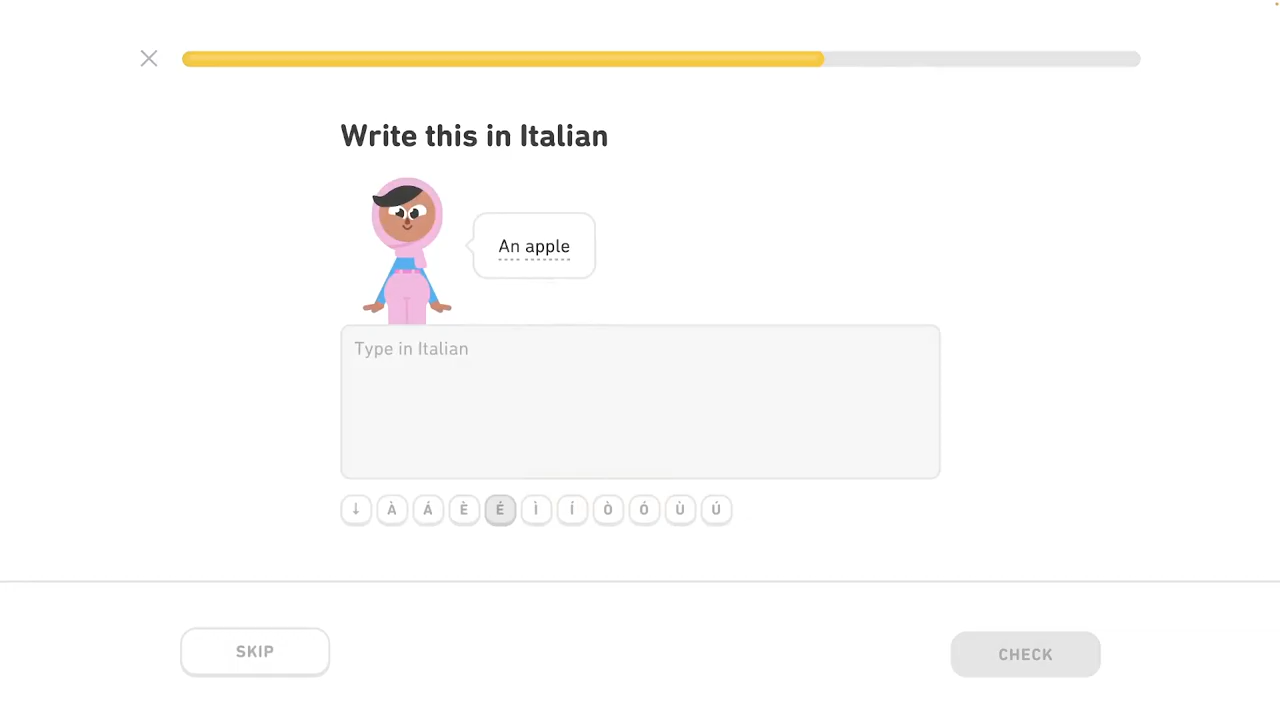 Write this in Italian
An apple
Type in Italian
↓ À Á È É Ì Í Ò Ó Ù Ú
SKIP
CHECK